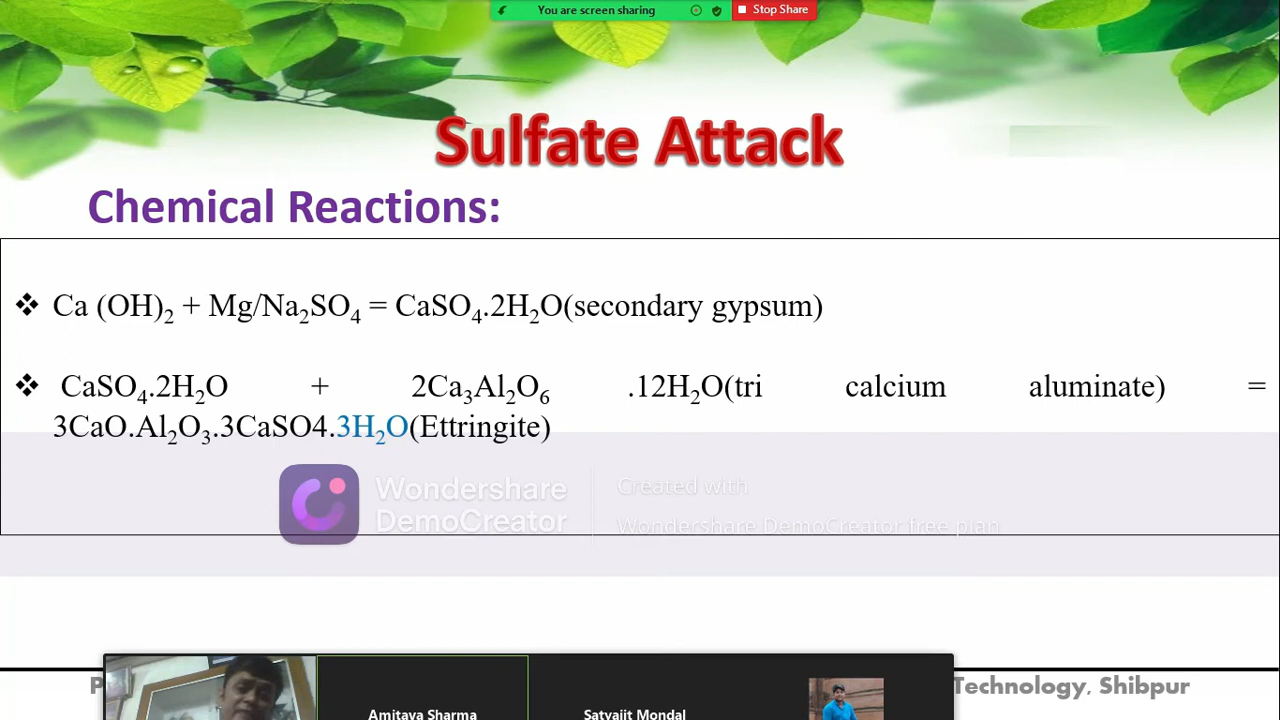 You are screen sharing Stop Share
Sulfate Attack
Chemical Reactions:
❖ Ca (OH)₂ + Mg/Na₂SO₄ = CaSO₄.2H₂O(secondary gypsum)
❖ CaSO₄.2H₂O + 2Ca₃Al₂O₆ .12H₂O(tri calcium aluminate) =
3CaO.Al₂O₃.3CaSO4.3H₂O(Ettringite)
Wondershare
DemoCreator
Created with
Wondershare DemoCreator free plan
Technology, Shibpur
Amitava Sharma
Satyajit Mondal